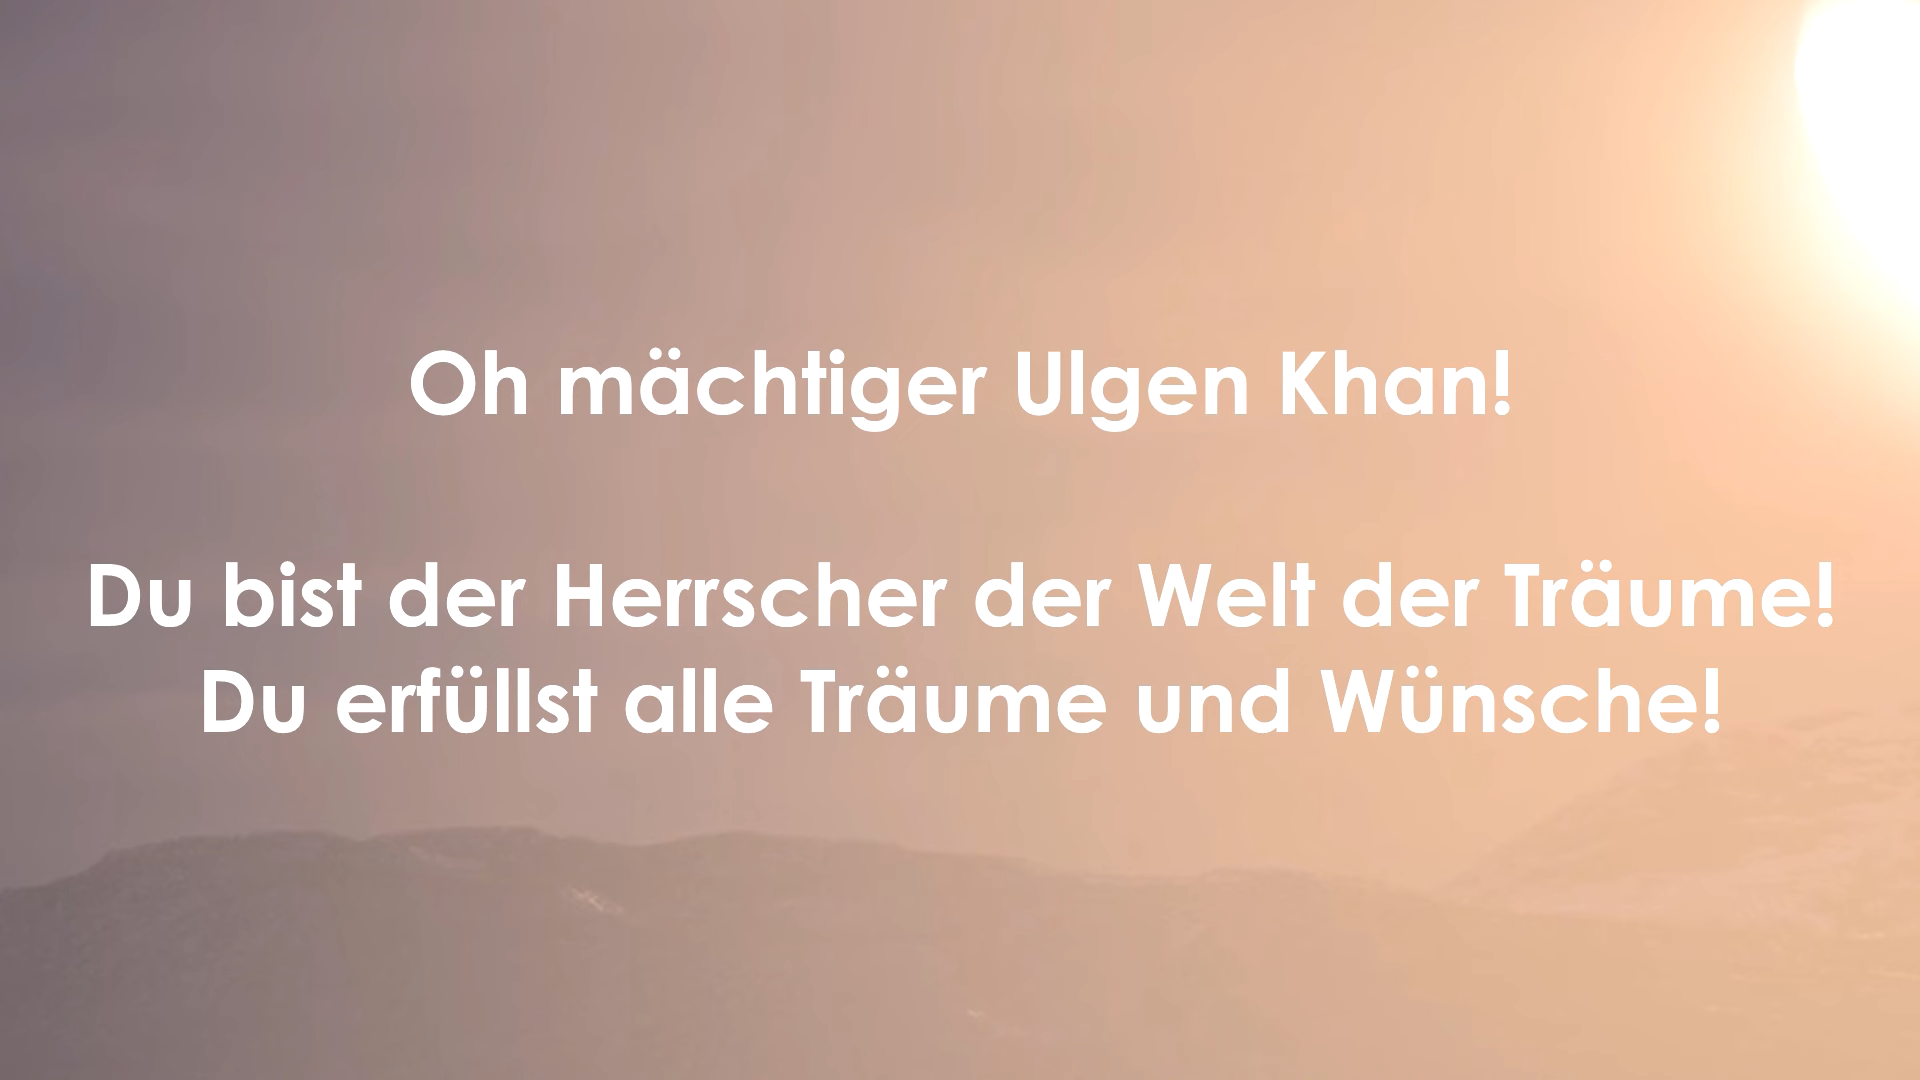 Oh mächtiger Ulgen Khan!
Du bist der Herrscher der Welt der Träume!
Du erfüllst alle Träume und Wünsche!